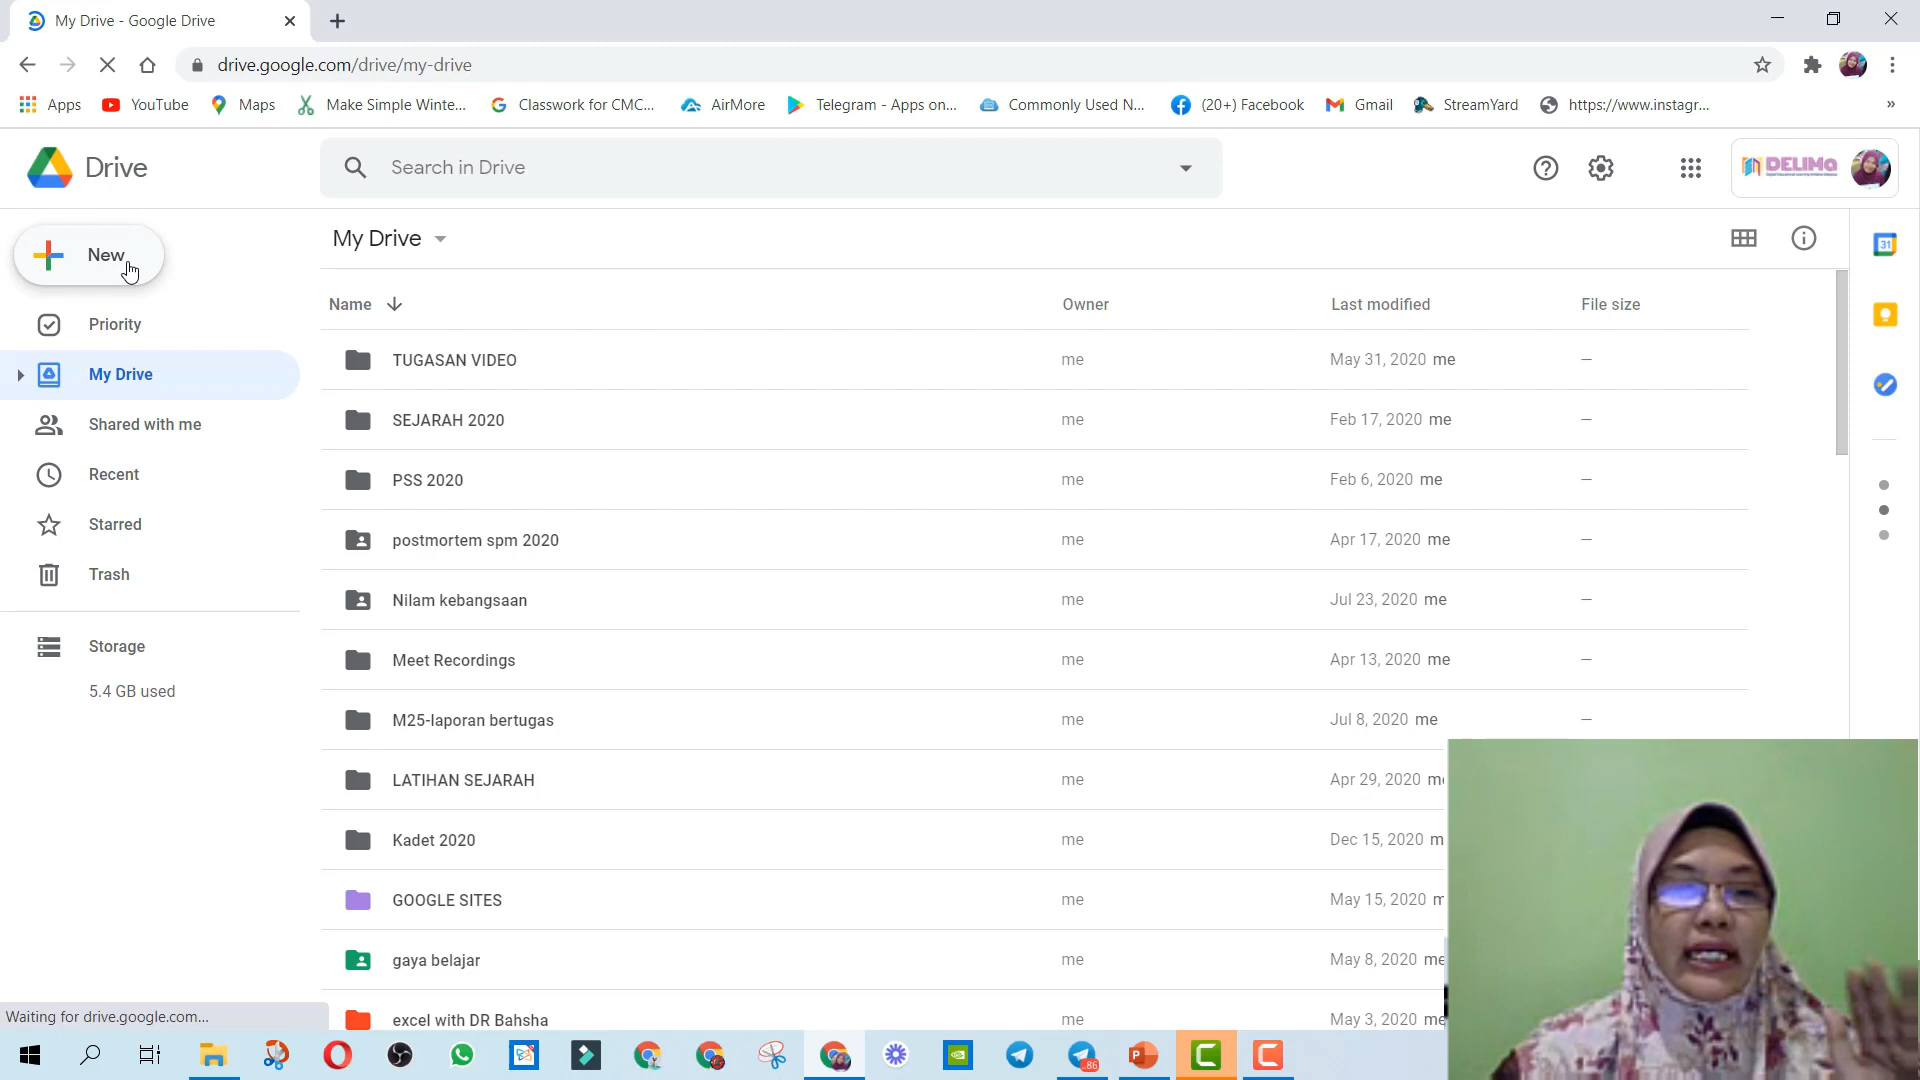 My Drive - Google Drive
drive.google.com/drive/my-drive
Apps
YouTube
Maps
Make Simple Winte...
Classwork for CMC...
AirMore
Telegram - Apps on...
Commonly Used N...
(20+) Facebook
Gmail
StreamYard
https://www.instagr...
»
Drive
Search in Drive
DELIMa
New
My Drive
Priority
My Drive
Shared with me
Recent
Starred
Trash
Storage
5.4 GB used
Name Owner Last modified File size
TUGASAN VIDEO me May 31, 2020 me —
SEJARAH 2020 me Feb 17, 2020 me —
PSS 2020 me Feb 6, 2020 me —
postmortem spm 2020 me Apr 17, 2020 me —
Nilam kebangsaan me Jul 23, 2020 me —
Meet Recordings me Apr 13, 2020 me —
M25-laporan bertugas me Jul 8, 2020 me —
LATIHAN SEJARAH me Apr 29, 2020 me
Kadet 2020 me Dec 15, 2020 m
GOOGLE SITES me May 15, 2020 m
gaya belajar me May 8, 2020 me
excel with DR Bahsha me May 3, 2020 me
31
Waiting for drive.google.com...
86